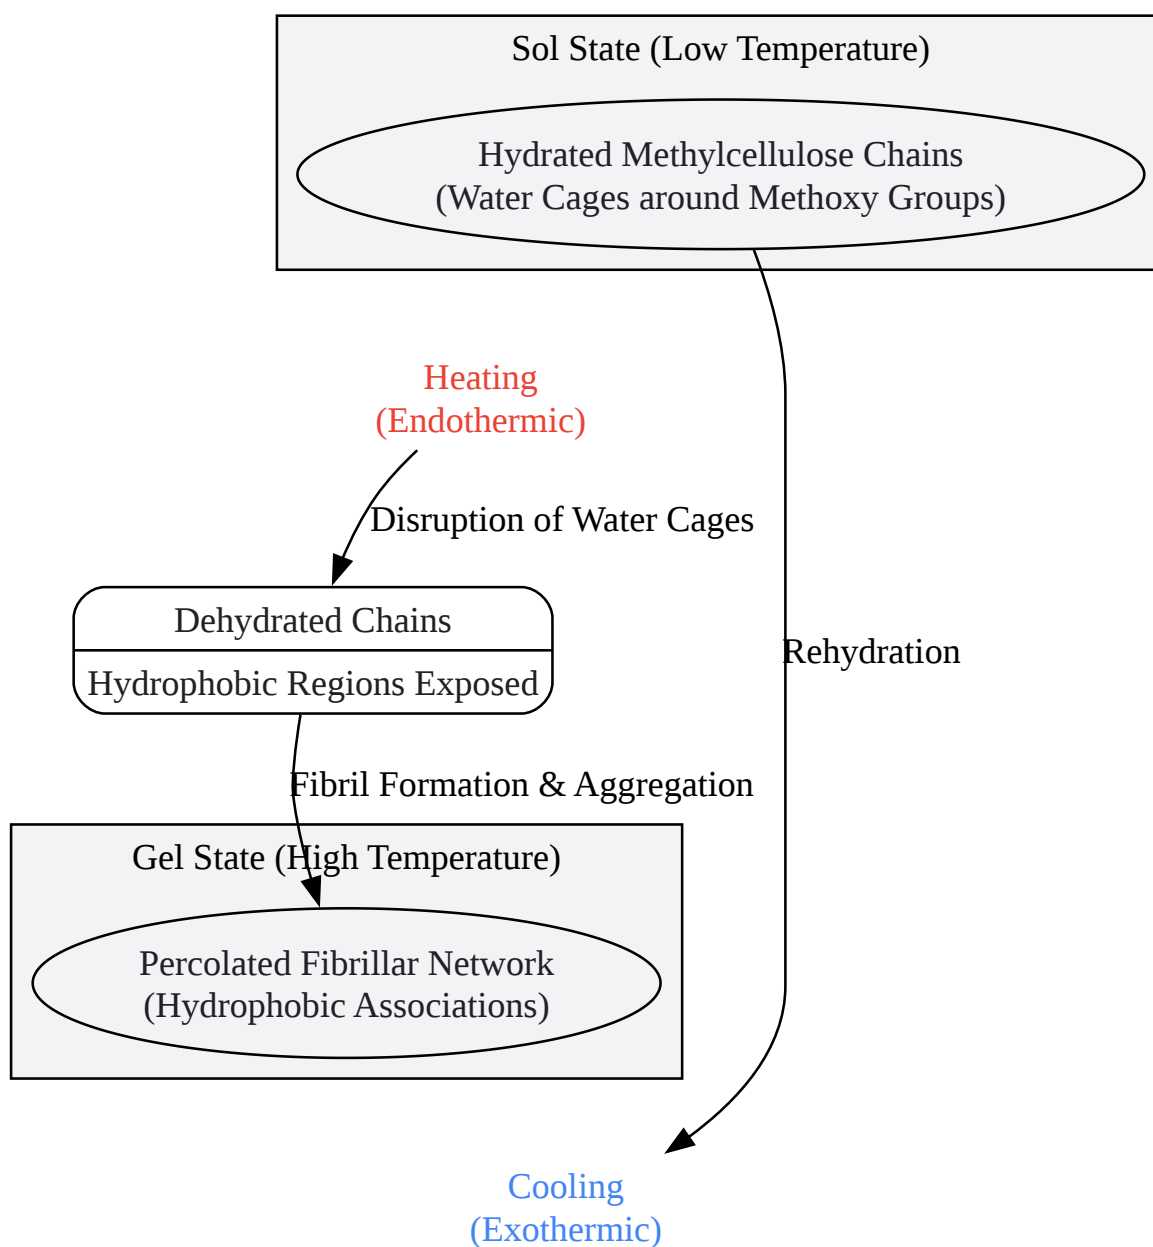 Sol State (Low Temperature)
Hydrated Methylcellulose Chains
(Water Cages around Methoxy Groups)
Heating
(Endothermic)
Disruption of Water Cages
Dehydrated Chains
Hydrophobic Regions Exposed
Rehydration
Fibril Formation & Aggregation
Gel State (High Temperature)
Percolated Fibrillar Network
(Hydrophobic Associations)
Cooling
(Exothermic)